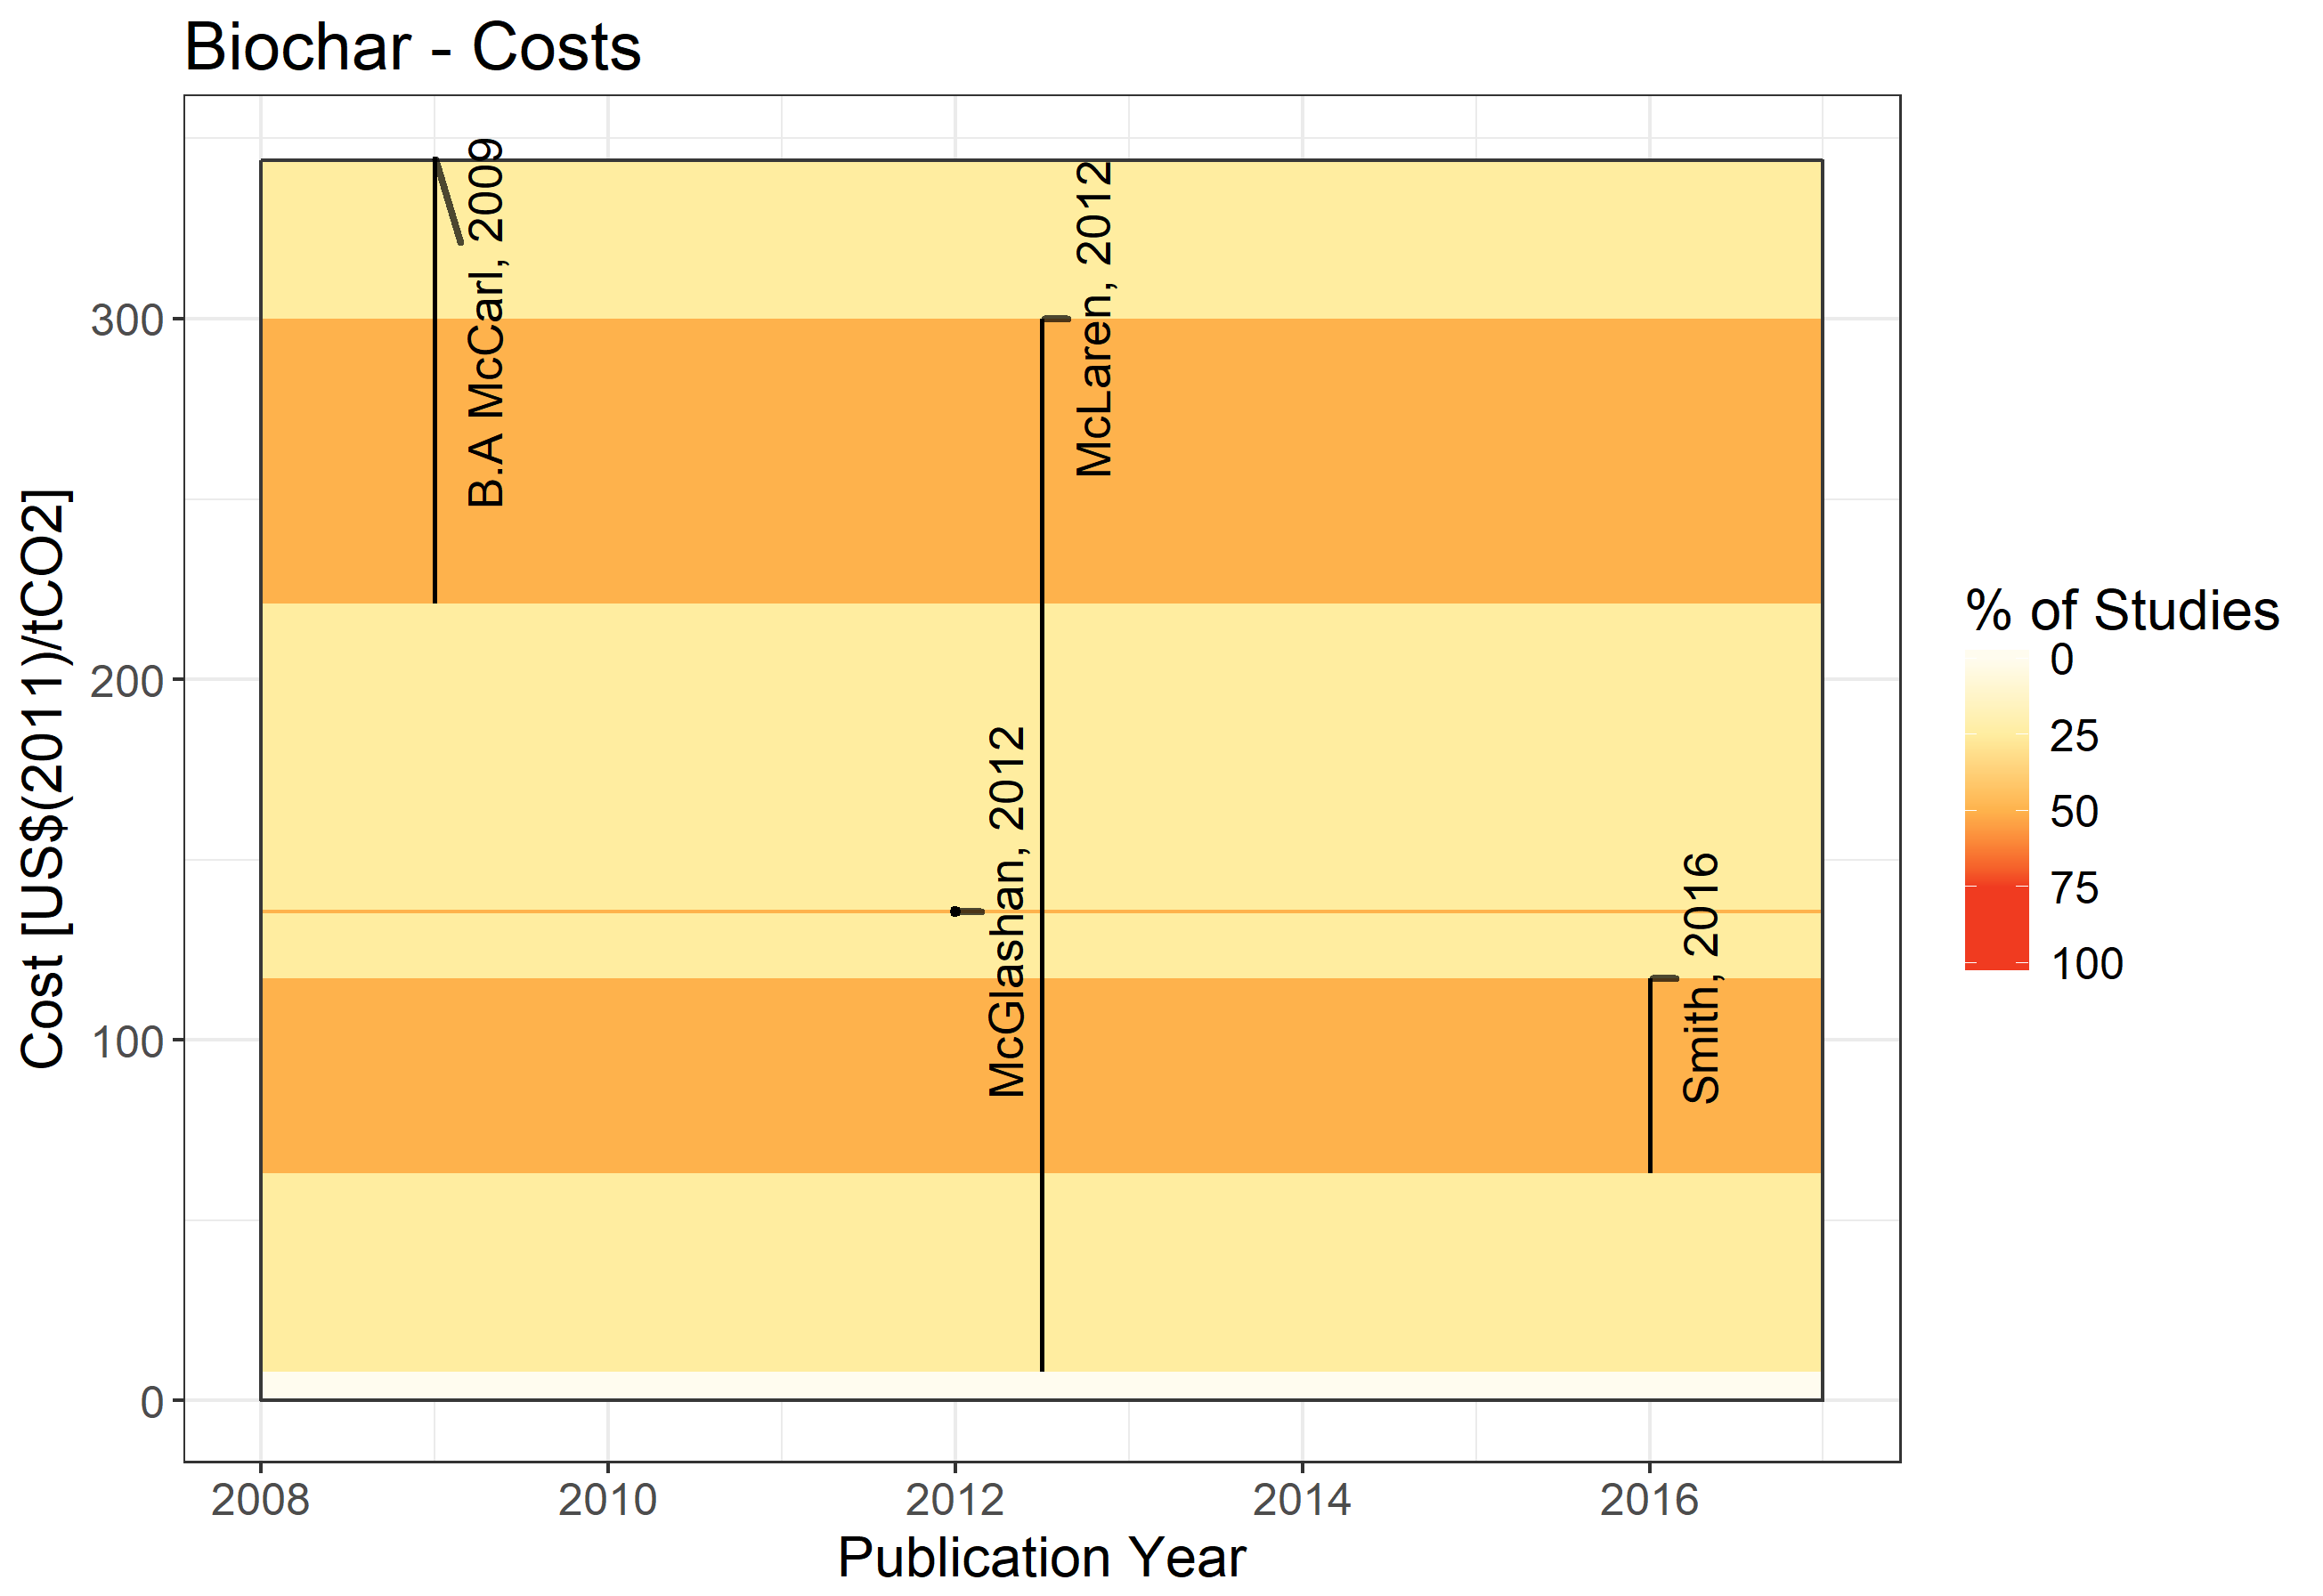 Biochar - Costs
Cost [US$(2011)/tCO2]
300
200
100
0
B.A McCarl, 2009
McLaren, 2012
McGlashan, 2012
Smith, 2016
2008
2010
2012
2014
2016
Publication Year
% of Studies
0
25
50
75
100